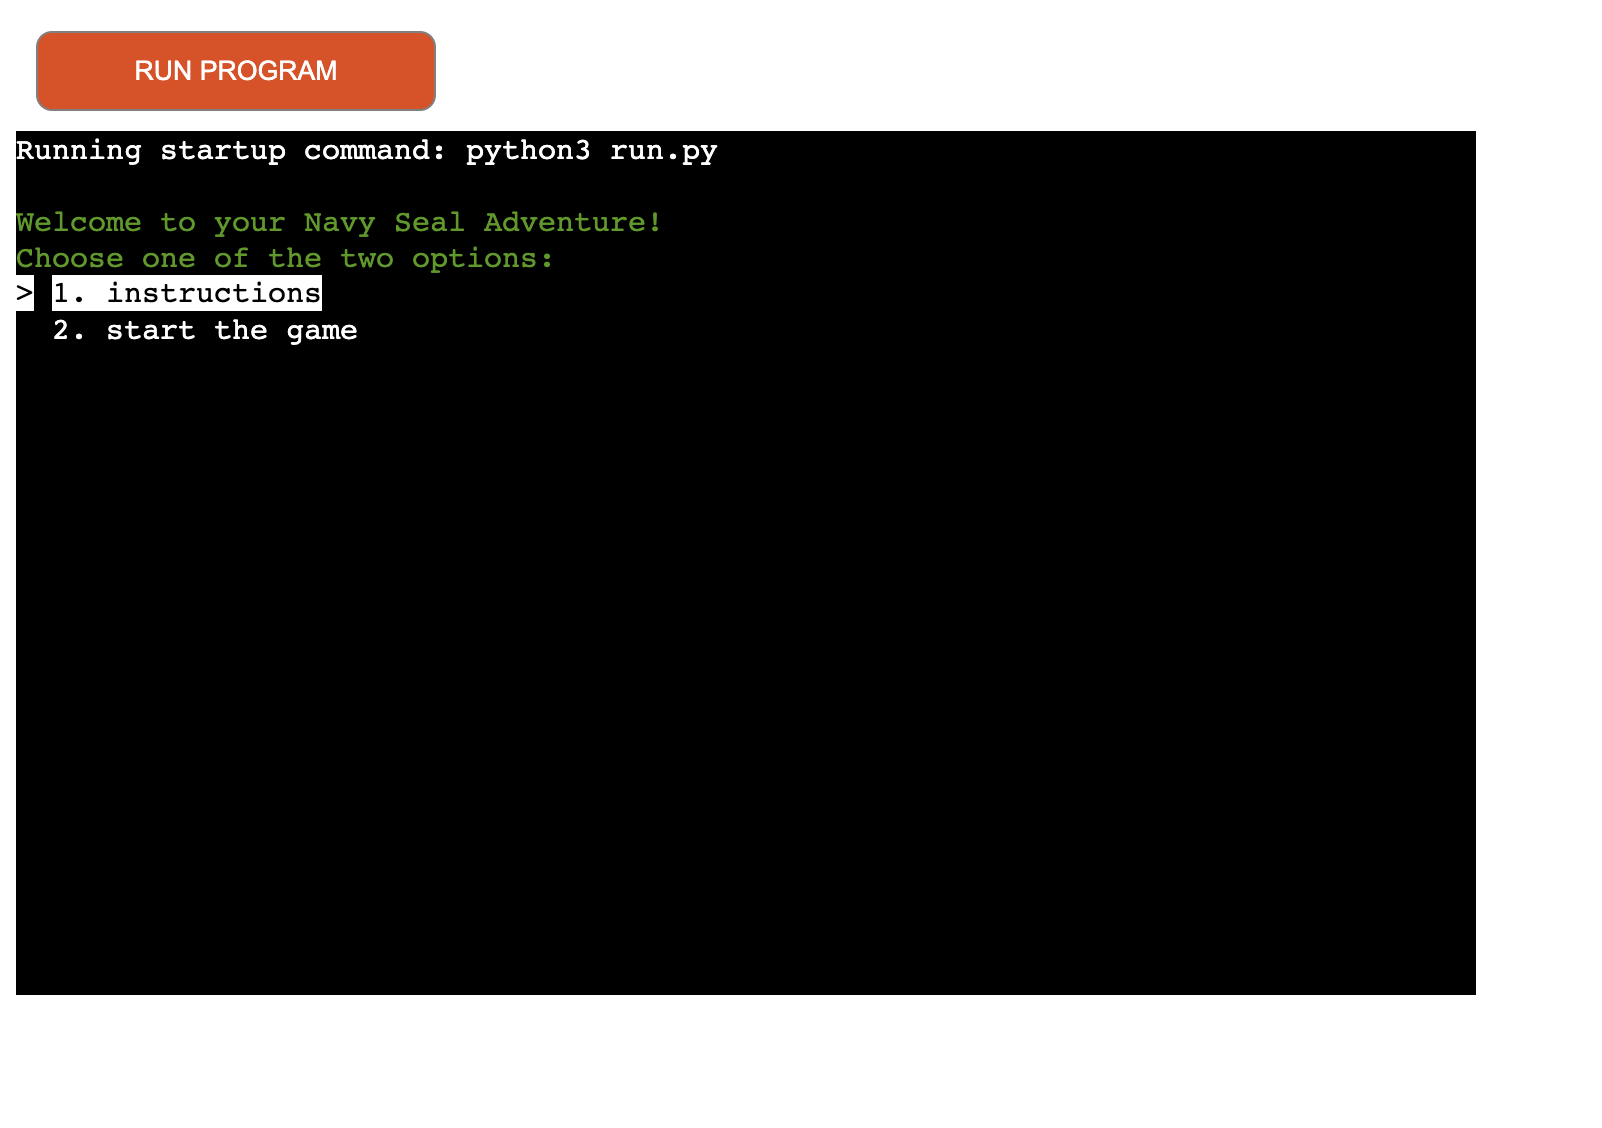 RUN PROGRAM
Running startup command: python3 run.py
Welcome to your Navy Seal Adventure!
Choose one of the two options:
> 1. instructions
2. start the game